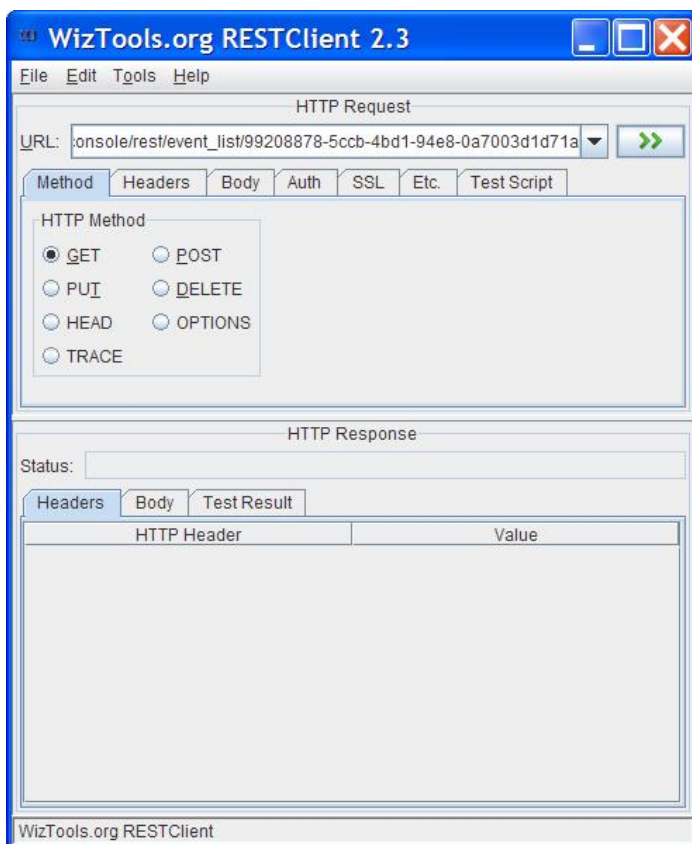 WizTools.org RESTClient 2.3
File Edit Tools Help
HTTP Request
URL: :onsole/rest/event_list/99208878-5ccb-4bd1-94e8-0a7003d1d71a >>
Method Headers Body Auth SSL Etc. Test Script
HTTP Method
GET POST
PUT DELETE
HEAD OPTIONS
TRACE
HTTP Response
Status:
Headers Body Test Result
HTTP Header Value
WizTools.org RESTClient